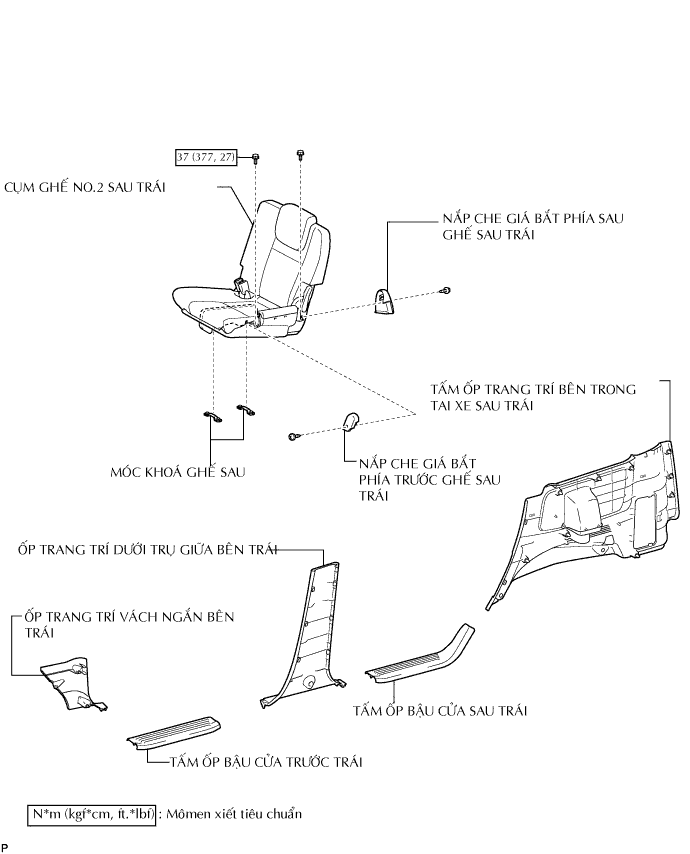 37 (377, 27)
CỤM GHẾ NO.2 SAU TRÁI
NẮP CHE GIÁ BẮT PHÍA SAU
GHẾ SAU TRÁI
TẤM ỐP TRANG TRÍ BÊN TRONG
TAI XE SAU TRÁI
NẮP CHE GIÁ BẮT
PHÍA TRƯỚC GHẾ SAU
TRÁI
MÓC KHOÁ GHẾ SAU
ỐP TRANG TRÍ DƯỚI TRỤ GIỮA BÊN TRÁI
ỐP TRANG TRÍ VÁCH NGẮN BÊN
TRÁI
TẤM ỐP BẬU CỬA SAU TRÁI
TẤM ỐP BẬU CỬA TRƯỚC TRÁI
N*m (kgf*cm, ft.*lbf) : Mômen xiết tiêu chuẩn
P